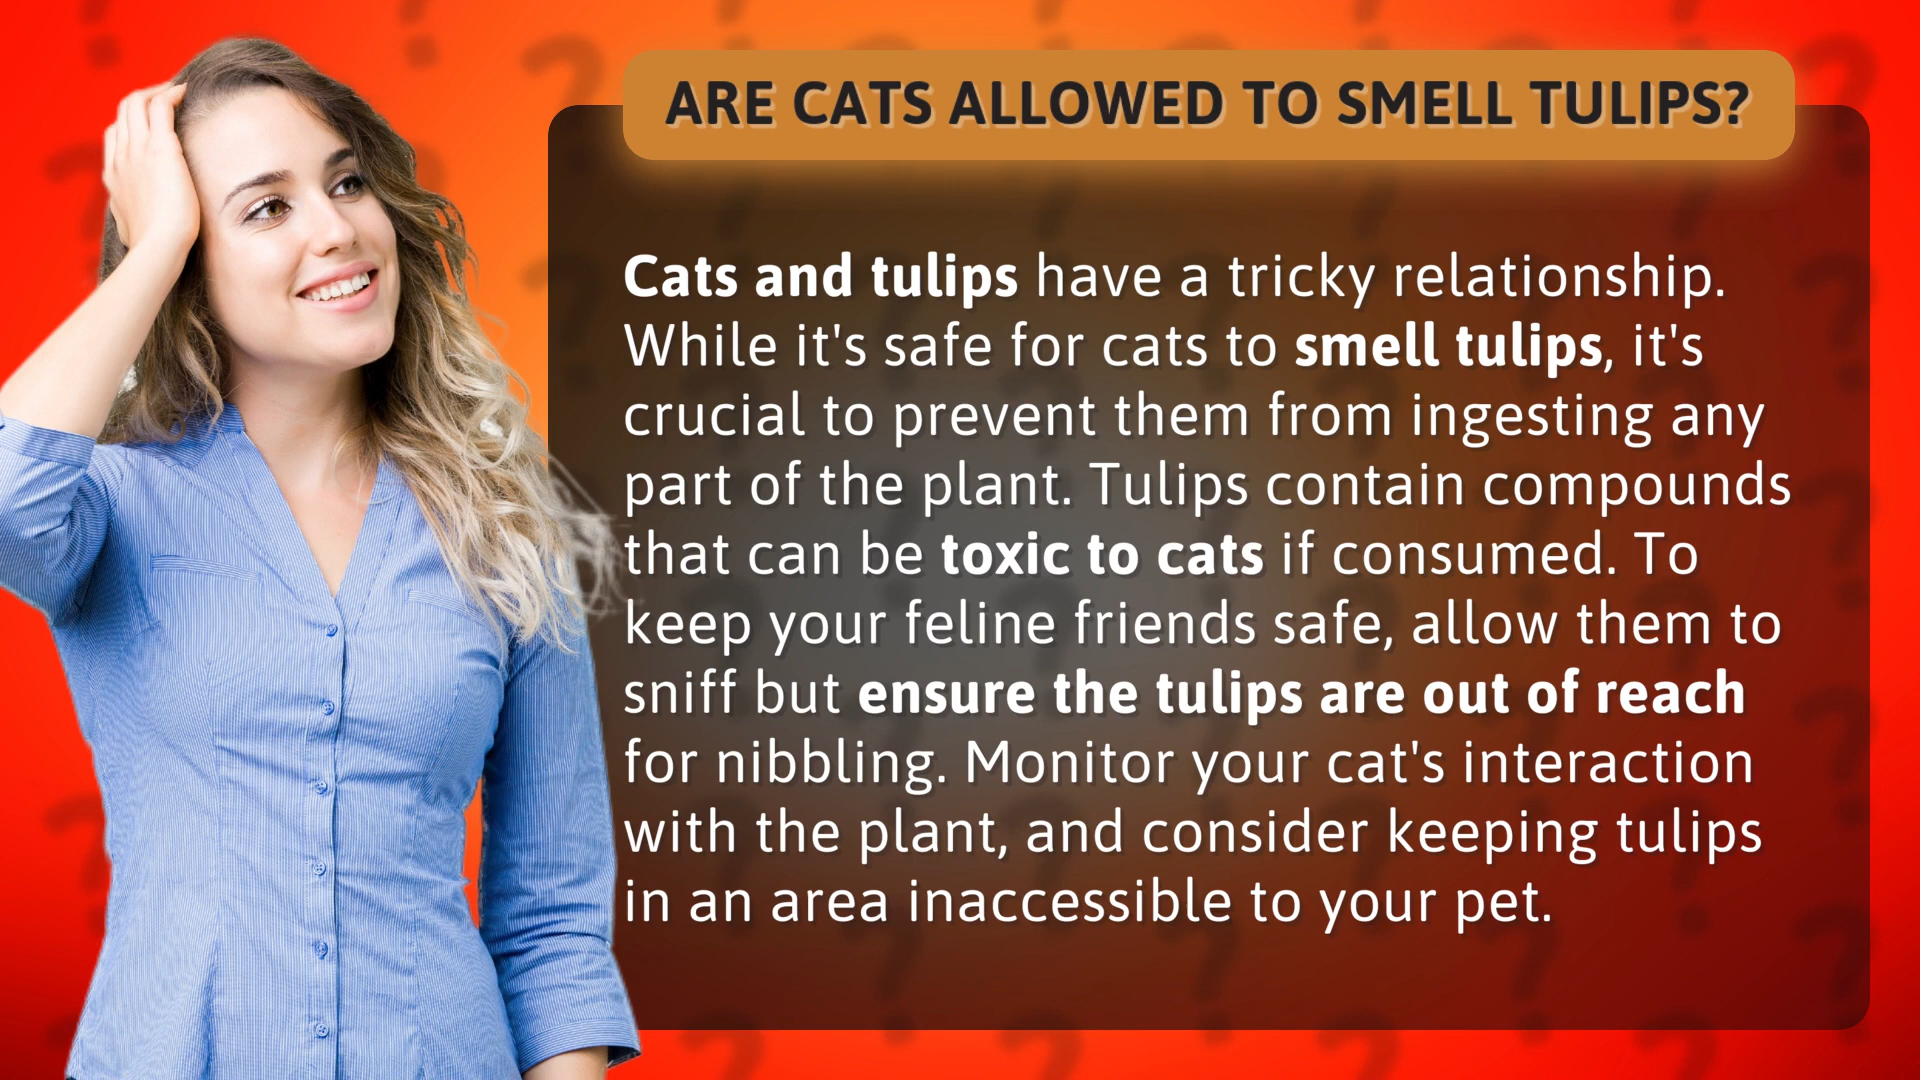 ARE CATS ALLOWED TO SMELL TULIPS?
Cats and tulips have a tricky relationship.
While it's safe for cats to smell tulips, it's
crucial to prevent them from ingesting any
part of the plant. Tulips contain compounds
that can be toxic to cats if consumed. To
keep your feline friends safe, allow them to
sniff but ensure the tulips are out of reach
for nibbling. Monitor your cat's interaction
with the plant, and consider keeping tulips
in an area inaccessible to your pet.